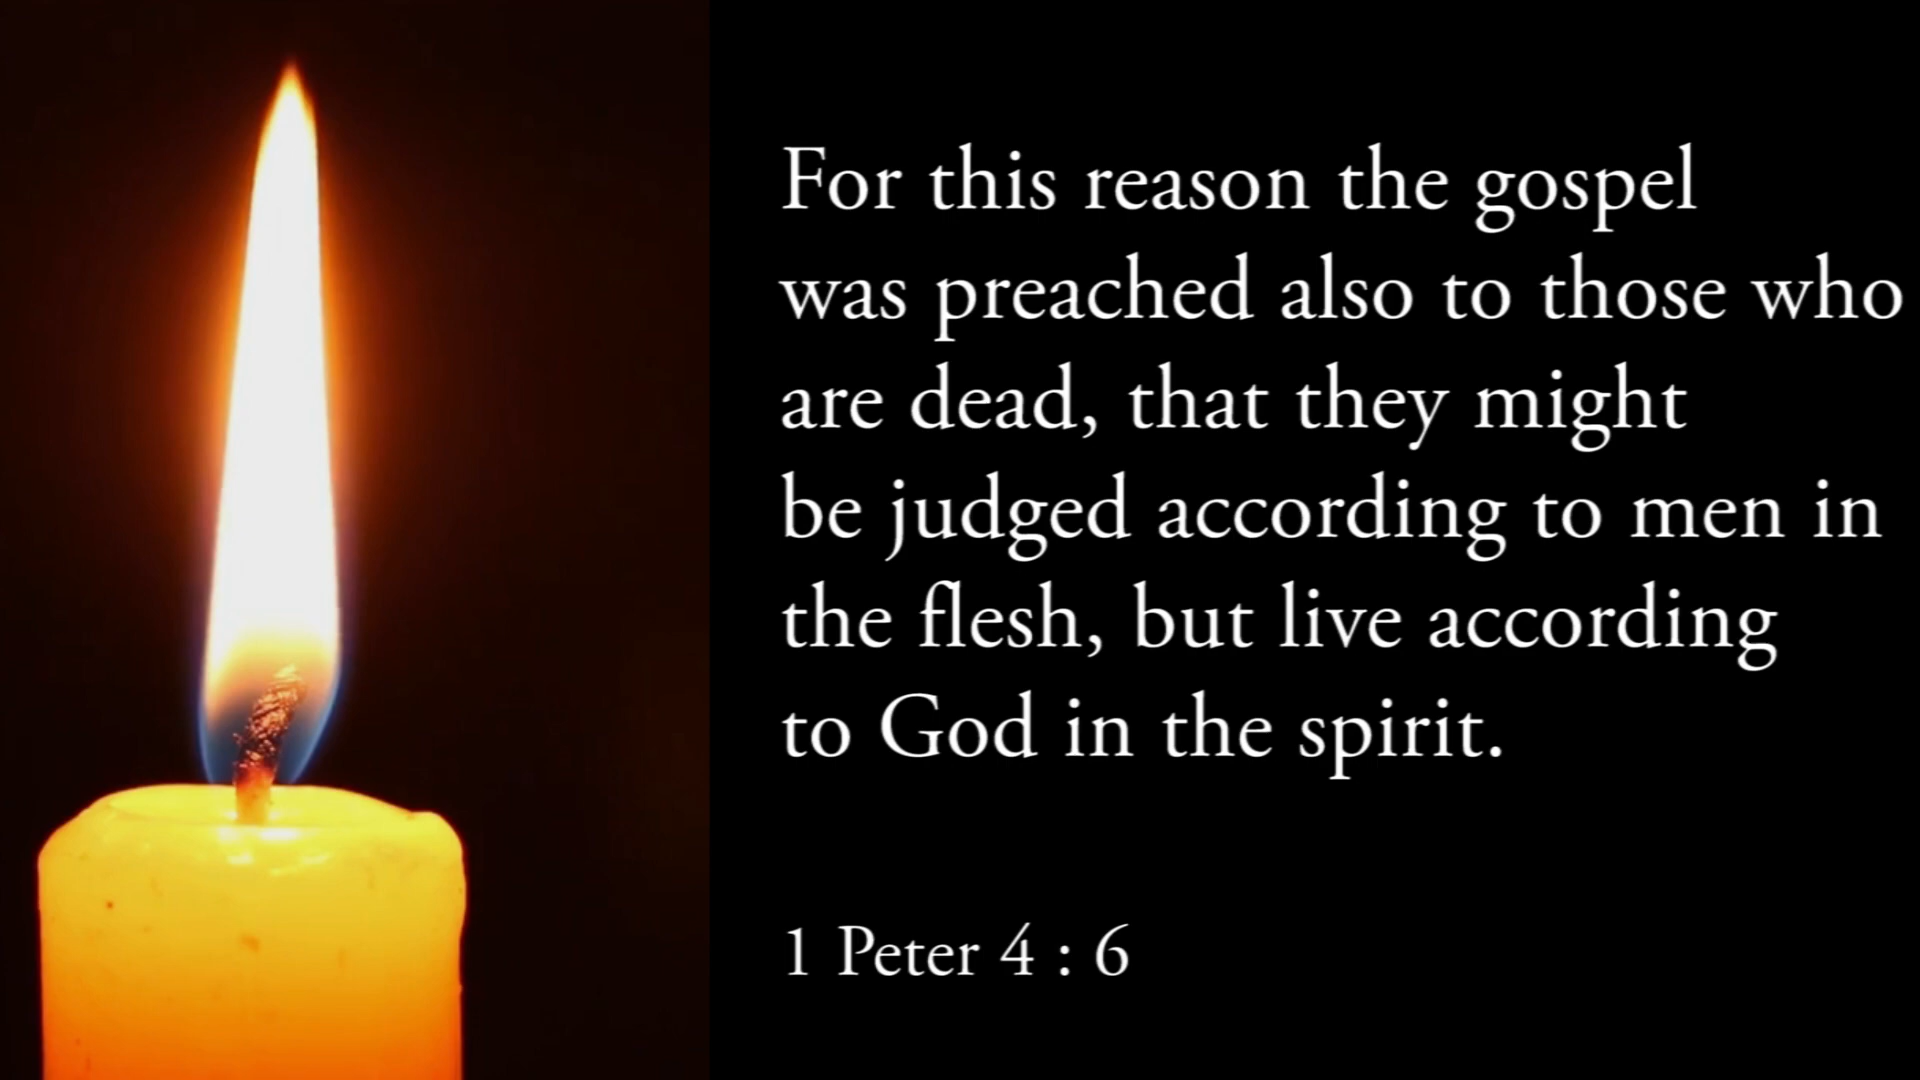 For this reason the gospel
was preached also to those who
are dead, that they might
be judged according to men in
the flesh, but live according
to God in the spirit.
1 Peter 4 : 6